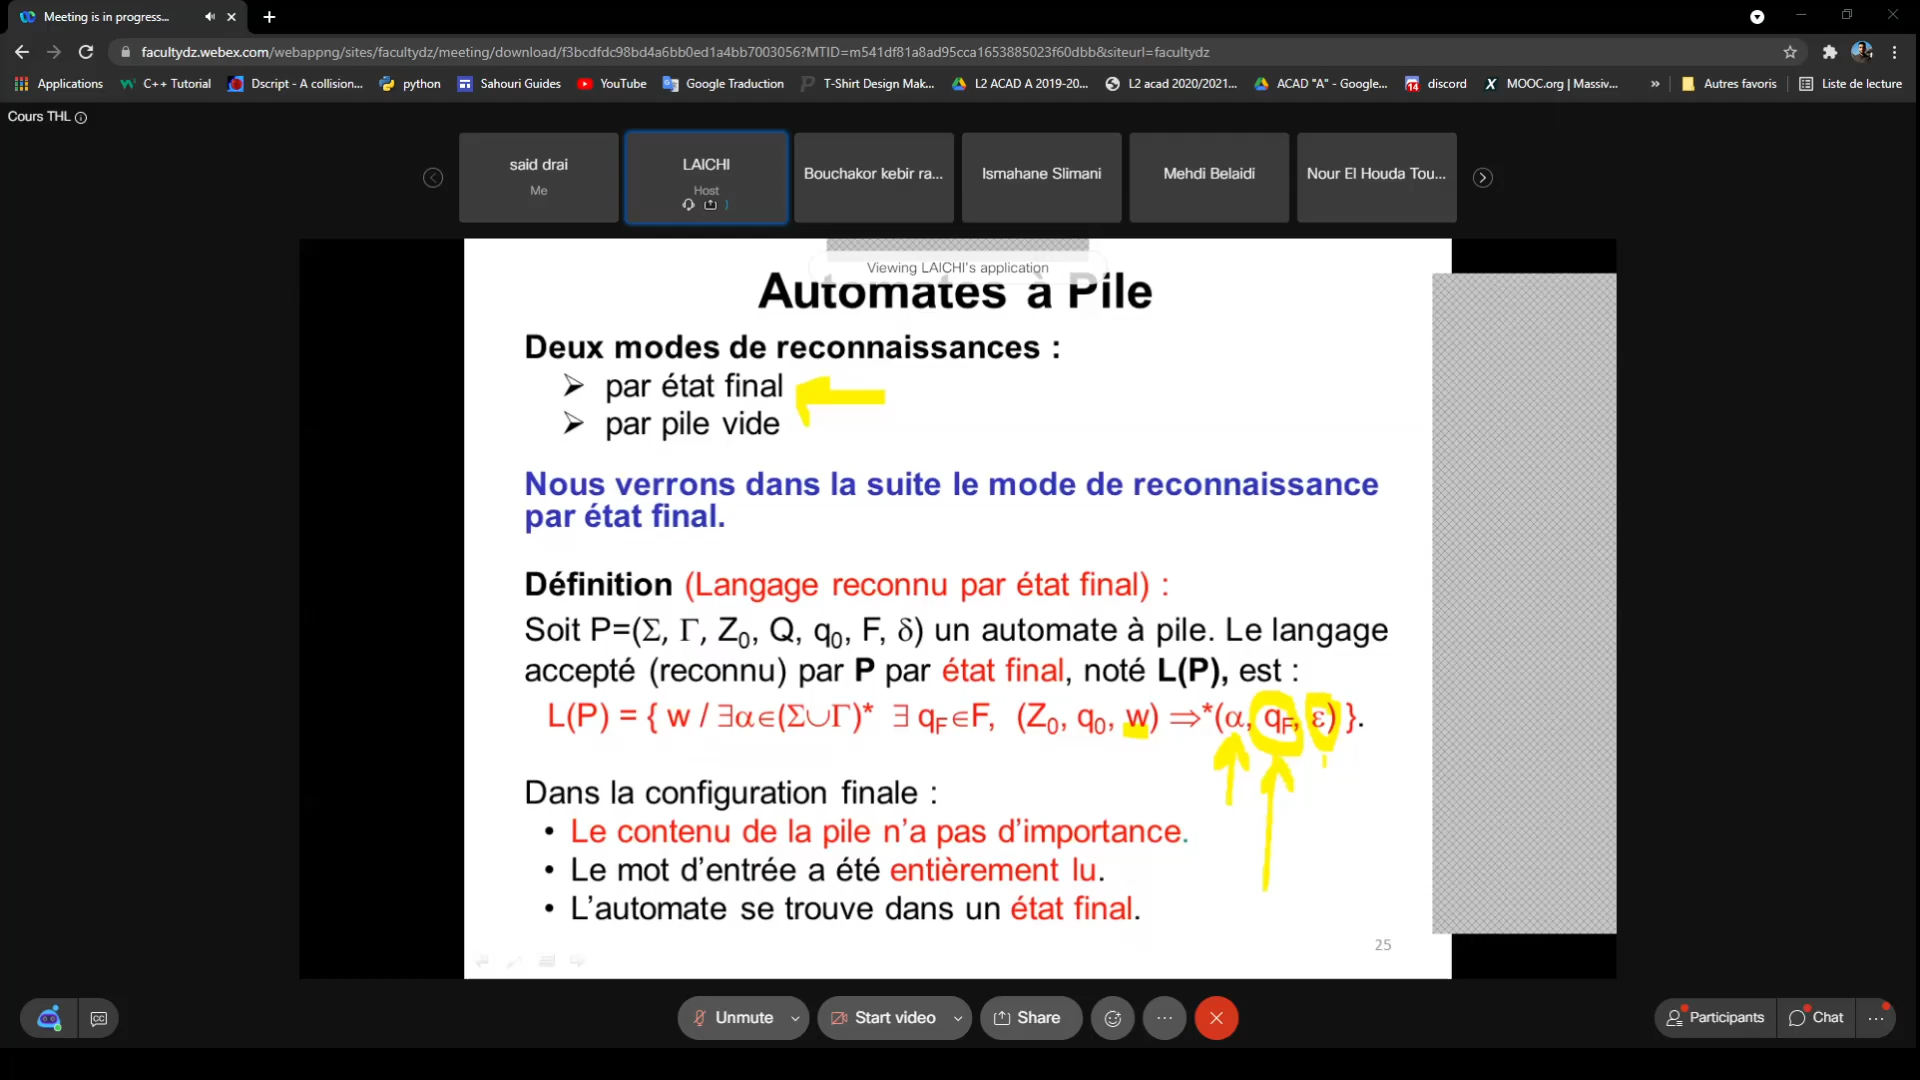 Meeting is in progress...
facultydz.webex.com/webappng/sites/facultydz/meeting/download/f3bcdfdc98bd4a6bb0ed1a4bb7003056?MTID=m541df81a8ad95cca1653885023f60dbb&siteurl=facultydz
Applications C++ Tutorial Dscript - A collision... python Sahouri Guides YouTube Google Traduction T-Shirt Design Mak... L2 ACAD A 2019-20... L2 acad 2020/2021... ACAD "A" - Google... discord MOOC.org | Massiv... » Autres favoris Liste de lecture
Cours THL
said drai LAICHI Bouchakor kebir ra... Ismahane Slimani Mehdi Belaidi Nour El Houda Tou...
Me Host
Viewing LAICHI's application
Automates à Pile
Deux modes de reconnaissances :
➢ par état final
➢ par pile vide
Nous verrons dans la suite le mode de reconnaissance
par état final.
Définition (Langage reconnu par état final) :
Soit P=(Σ, Γ, Z₀, Q, q₀, F, δ) un automate à pile. Le langage
accepté (reconnu) par P par état final, noté L(P), est :
L(P) = { w / ∃α∈(Σ∪Γ)* ∃ q_F∈F, (Z₀, q₀, w) ⇒*(α, q_F, ε) }.
Dans la configuration finale :
• Le contenu de la pile n'a pas d'importance.
• Le mot d'entrée a été entièrement lu.
• L'automate se trouve dans un état final.
25
Unmute Start video Share Participants Chat